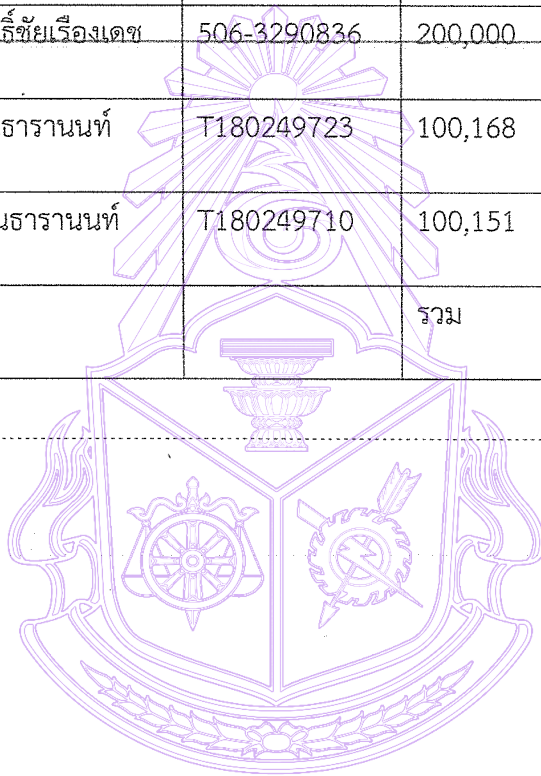 ธิ์ชัยเรืองเดช 506-3290836 200,000
ธารานนท์ T180249723 100,168
นธารานนท์ T180249710 100,151
รวม